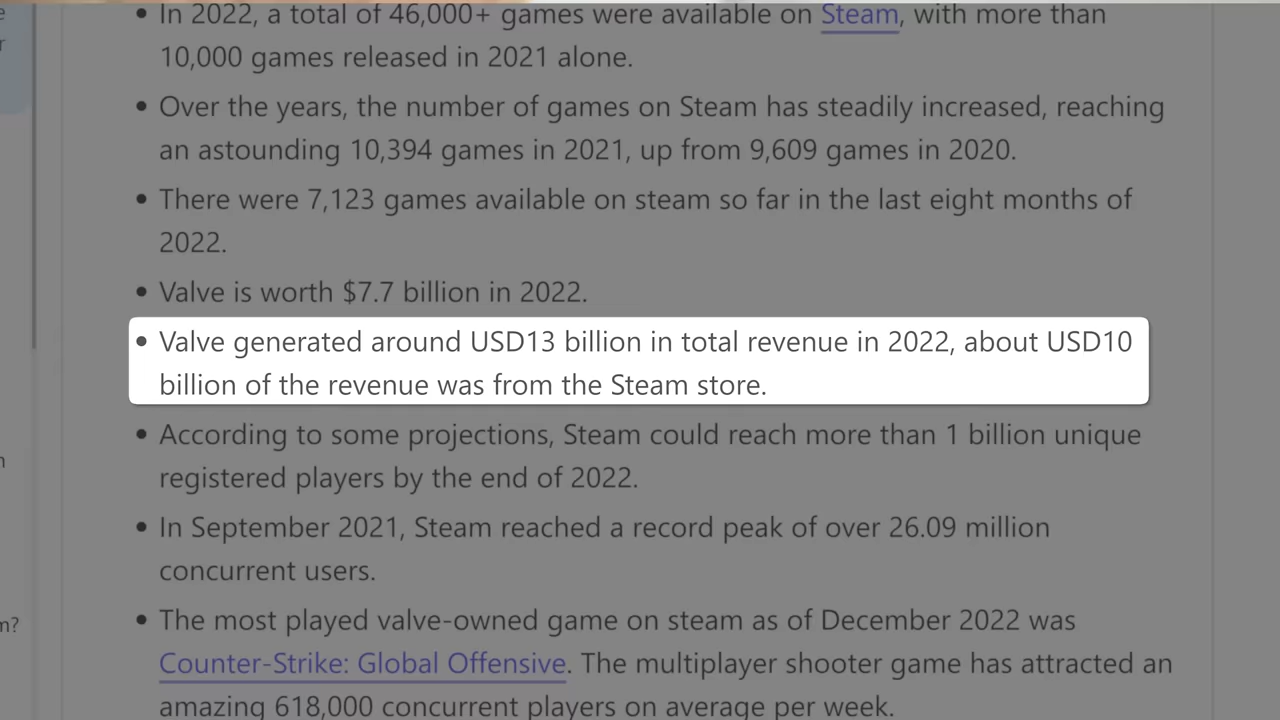 • In 2022, a total of 46,000+ games were available on Steam, with more than
10,000 games released in 2021 alone.
• Over the years, the number of games on Steam has steadily increased, reaching
an astounding 10,394 games in 2021, up from 9,609 games in 2020.
• There were 7,123 games available on steam so far in the last eight months of
2022.
• Valve is worth $7.7 billion in 2022.
• Valve generated around USD13 billion in total revenue in 2022, about USD10
billion of the revenue was from the Steam store.
• According to some projections, Steam could reach more than 1 billion unique
registered players by the end of 2022.
• In September 2021, Steam reached a record peak of over 26.09 million
concurrent users.
• The most played valve-owned game on steam as of December 2022 was
Counter-Strike: Global Offensive. The multiplayer shooter game has attracted an
amazing 618,000 concurrent players on average per week.